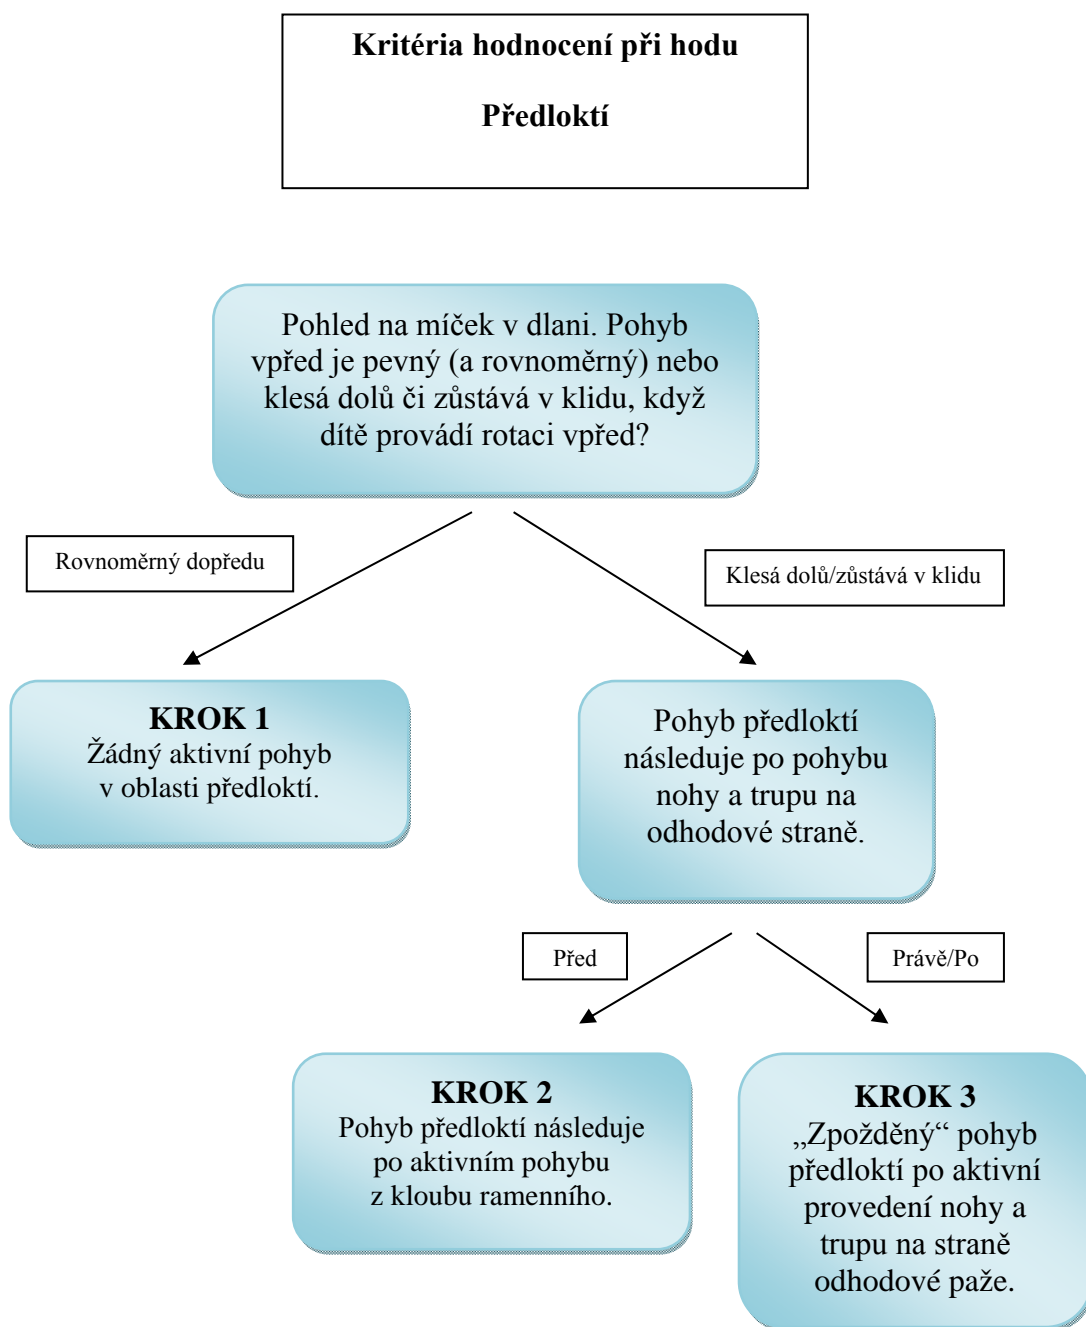 Kritéria hodnocení při hodu
Předloktí
Pohled na míček v dlani. Pohyb
vpřed je pevný (a rovnoměrný) nebo
klesá dolů či zůstává v klidu, když
dítě provádí rotaci vpřed?
Rovnoměrný dopředu
Klesá dolů/zůstává v klidu
KROK 1
Žádný aktivní pohyb
v oblasti předloktí.
Pohyb předloktí
následuje po pohybu
nohy a trupu na
odhodové straně.
Před
Právě/Po
KROK 2
Pohyb předloktí následuje
po aktivním pohybu
z kloubu ramenního.
KROK 3
„Zpožděný“ pohyb
předloktí po aktivní
provedení nohy a
trupu na straně
odhodové paže.